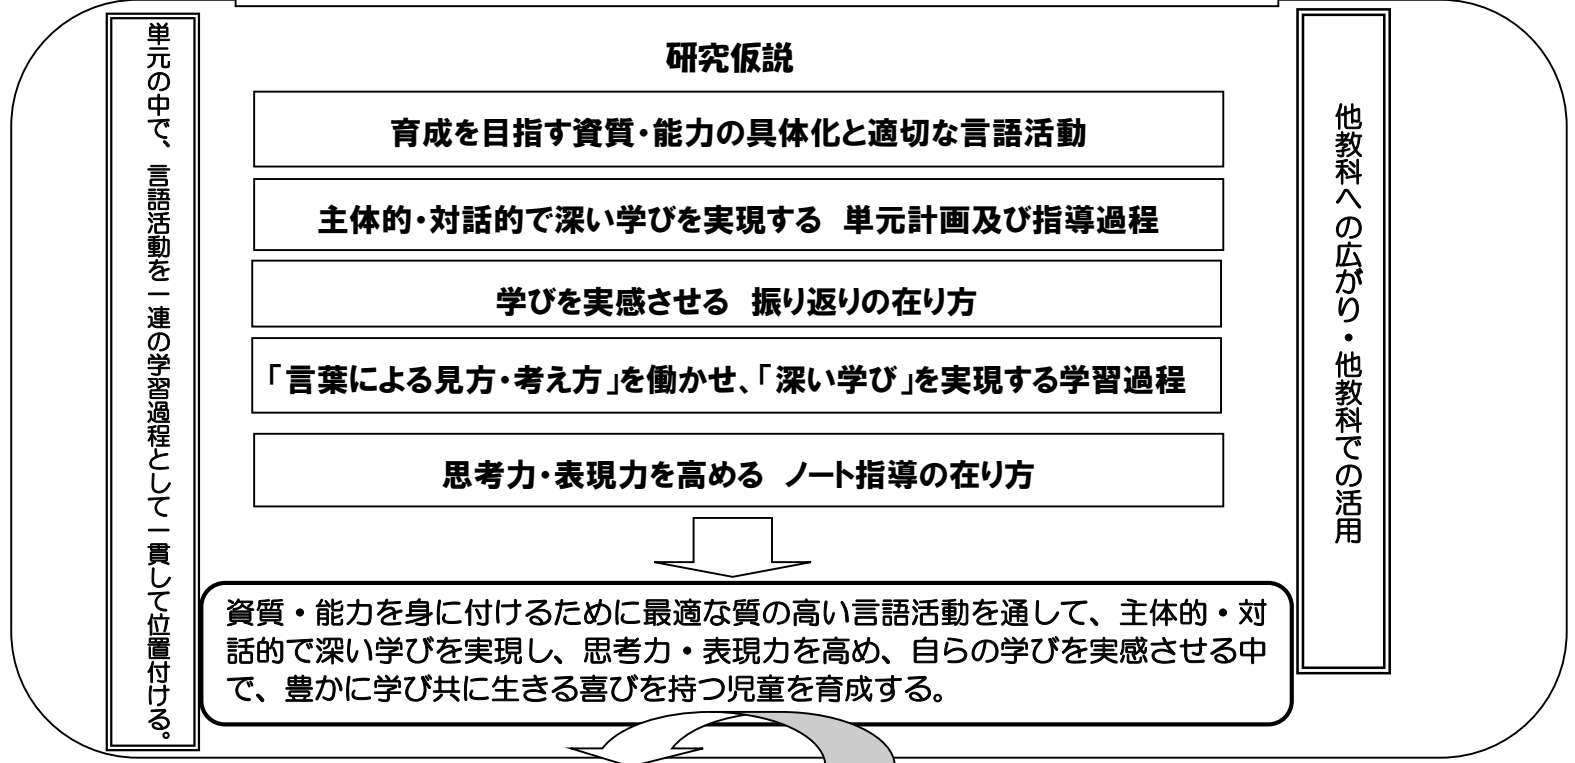 単元の中で、言語活動を一連の学習過程として一貫して位置付ける。
研究仮説
育成を目指す資質・能力の具体化と適切な言語活動
主体的・対話的で深い学びを実現する　単元計画及び指導過程
学びを実感させる　振り返りの在り方
「言葉による見方・考え方」を働かせ、「深い学び」を実現する学習過程
思考力・表現力を高める　ノート指導の在り方
資質・能力を身に付けるために最適な質の高い言語活動を通して、主体的・対
話的で深い学びを実現し、思考力・表現力を高め、自らの学びを実感させる中
で、豊かに学び共に生きる喜びを持つ児童を育成する。
他教科への広がり・他教科での活用